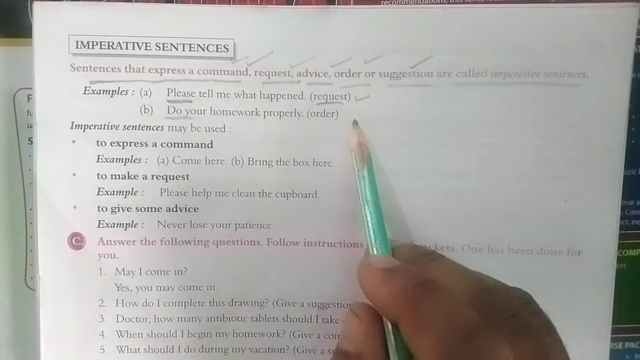 recommendations, this
IMPERATIVE SENTENCES
Sentences that express a command, request, advice, order or suggestion are called imperative sentences.
Examples : (a) Please tell me what happened. (request)
(b) Do your homework properly. (order)
Imperative sentences may be used :
• to express a command
Examples : (a) Come here. (b) Bring the box here.
• to make a request
Example : Please help me clean the cupboard.
• to give some advice
Example : Never lose your patience
C. Answer the following questions. Follow instructions brackets. One has been done for
you.
1. May I come in?
Yes, you may come in.
2. How do I complete this drawing? (Give a suggestion
3. Doctor, how many antibiotic tablets should I take
4. When should I begin my homework? (Give a com
5. What should I do during my vacation? (Give a su